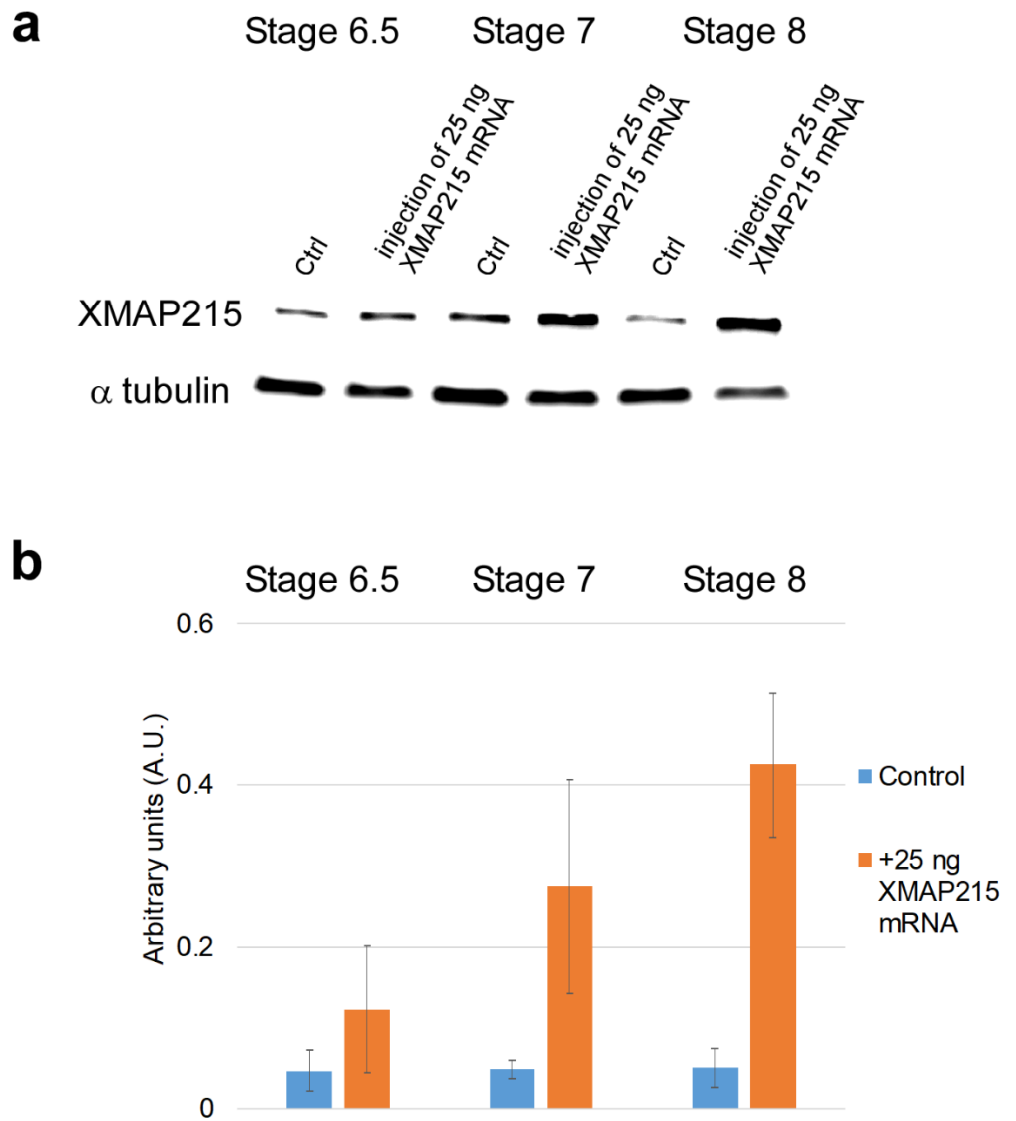 a
Stage 6.5 Stage 7 Stage 8
Ctrl
injection of 25 ng
XMAP215 mRNA
Ctrl
injection of 25 ng
XMAP215 mRNA
Ctrl
injection of 25 ng
XMAP215 mRNA
XMAP215
α tubulin
b
Stage 6.5 Stage 7 Stage 8
Arbitrary units (A.U.)
0.6
0.4
0.2
0
Control
+25 ng
XMAP215
mRNA